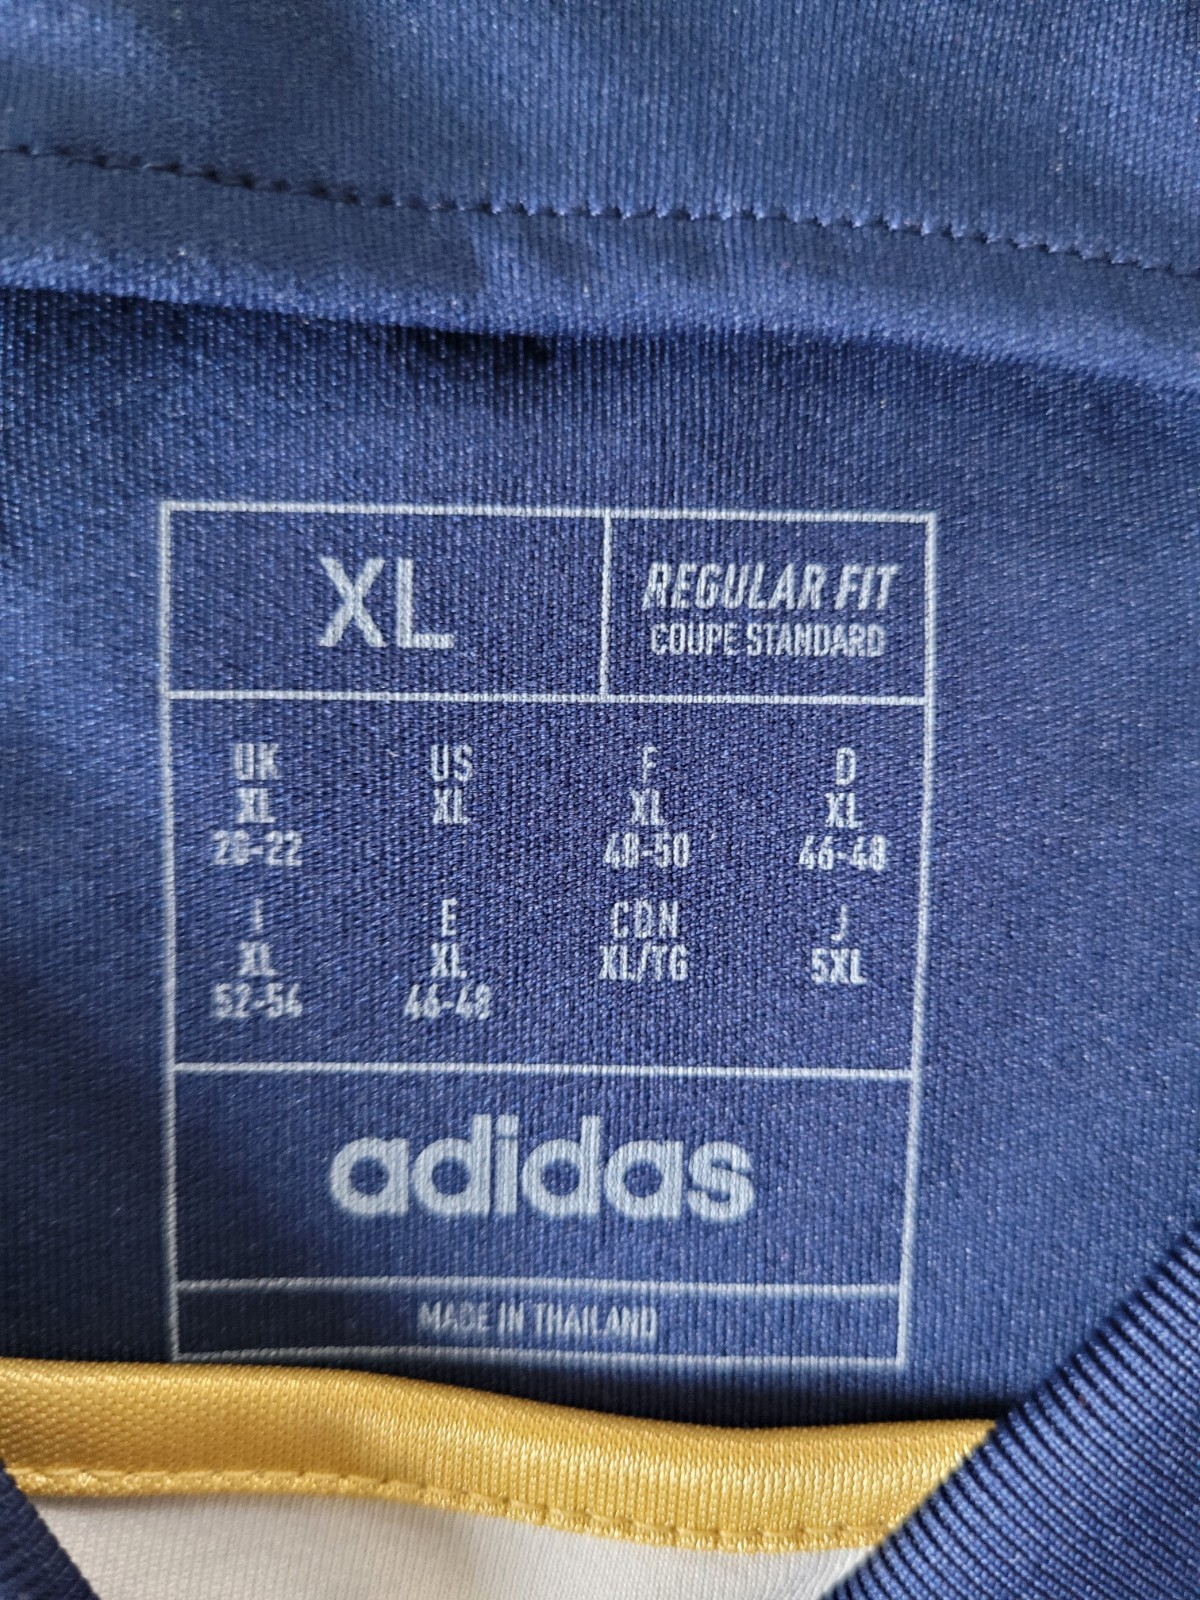 XL
REGULAR FIT
COUPE STANDARD
UK US F D
XL XL XL XL
20-22 48-50 46-48
I E CDN J
XL XL XL/TG 5XL
52-54 46-48
adidas
MADE IN THAILAND